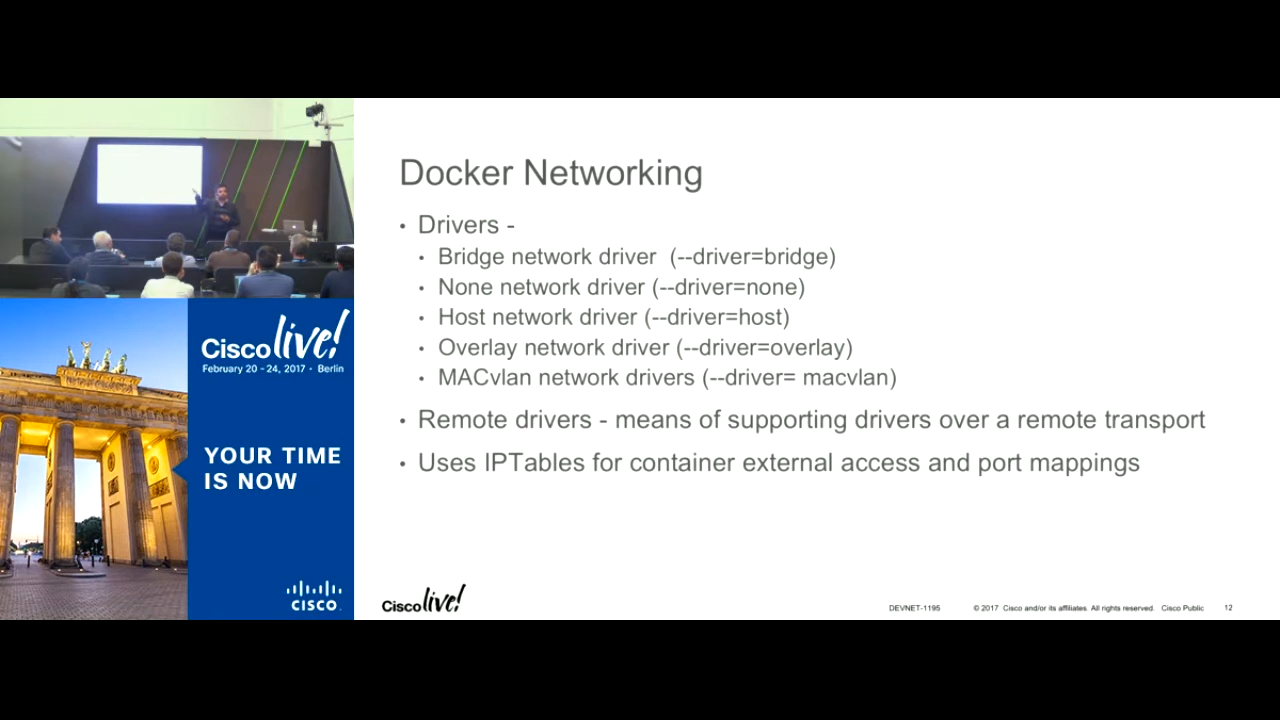 Docker Networking
• Drivers -
• Bridge network driver (--driver=bridge)
• None network driver (--driver=none)
• Host network driver (--driver=host)
• Overlay network driver (--driver=overlay)
• MACvlan network drivers (--driver= macvlan)
• Remote drivers - means of supporting drivers over a remote transport
• Uses IPTables for container external access and port mappings
Cisco live!
February 20 - 24, 2017 • Berlin
YOUR TIME
IS NOW
CISCO.
Cisco live!
DEVNET-1195 © 2017 Cisco and/or its affiliates. All rights reserved. Cisco Public 12